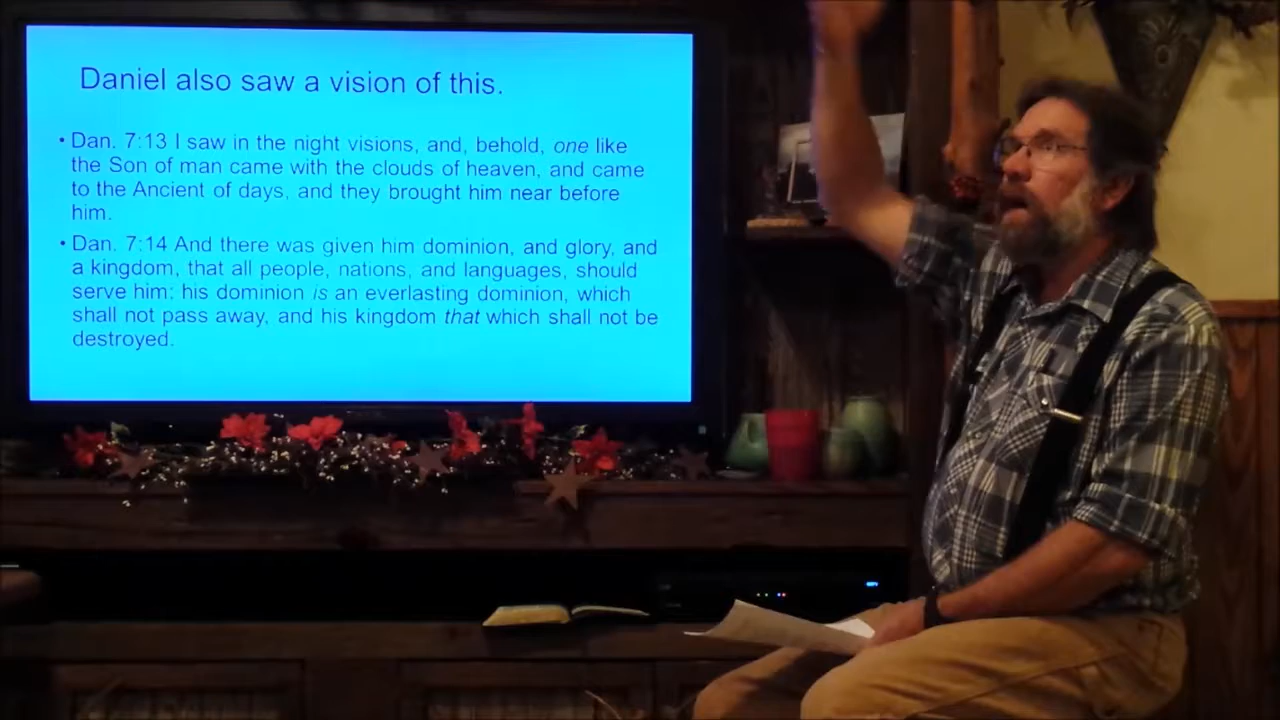 Daniel also saw a vision of this.
• Dan. 7:13 I saw in the night visions, and, behold, one like
the Son of man came with the clouds of heaven, and came
to the Ancient of days, and they brought him near before
him.
• Dan. 7:14 And there was given him dominion, and glory, and
a kingdom, that all people, nations, and languages, should
serve him: his dominion is an everlasting dominion, which
shall not pass away, and his kingdom that which shall not be
destroyed.